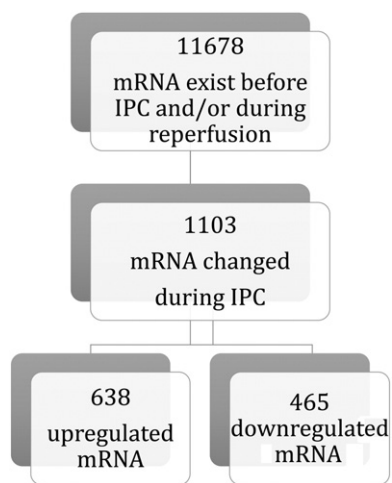 11678
mRNA exist before
IPC and/or during
reperfusion
1103
mRNA changed
during IPC
638
upregulated
mRNA
465
downregulated
mRNA